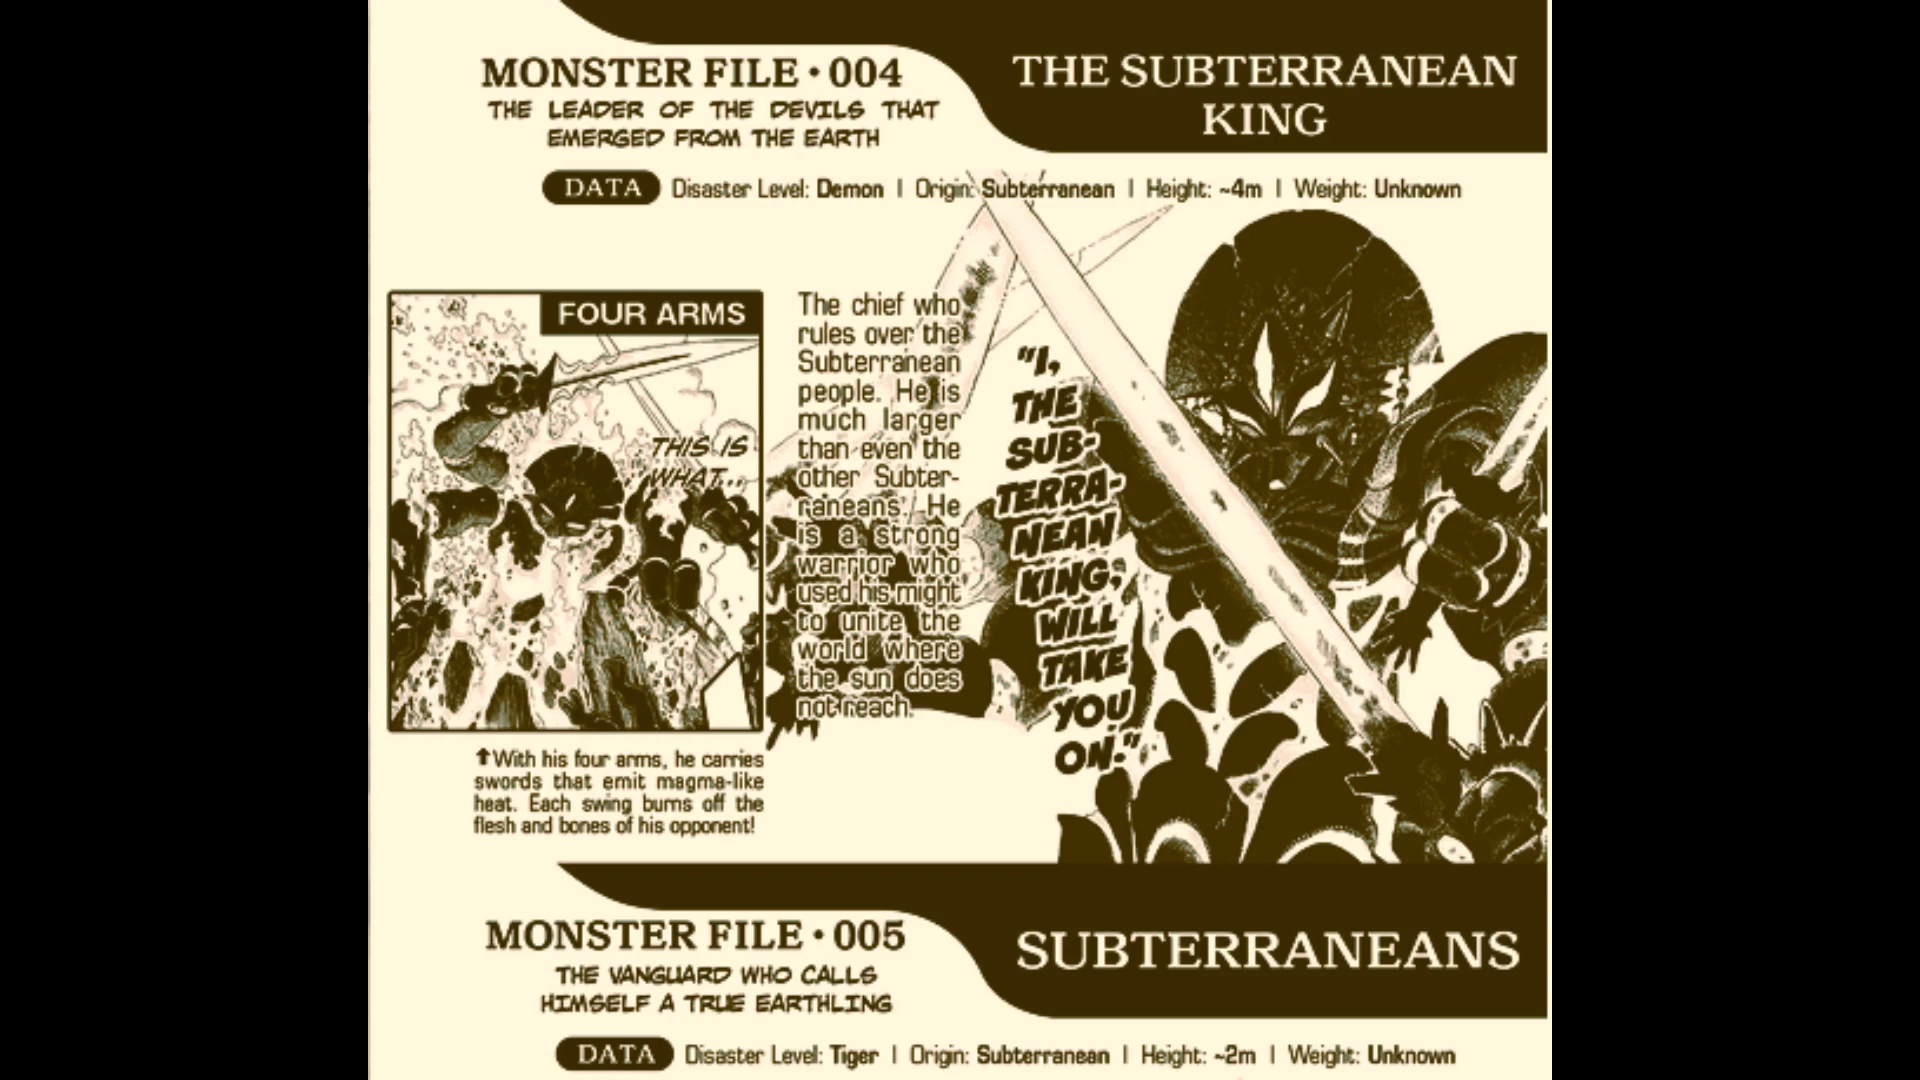 MONSTER FILE • 004
THE LEADER OF THE DEVILS THAT
EMERGED FROM THE EARTH
THE SUBTERRANEAN
KING
DATA Disaster Level: Demon | Origin: Subterranean | Height: ~4m | Weight: Unknown
FOUR ARMS
THIS IS
WHAT...
↑With his four arms, he carries
swords that emit magma-like
heat. Each swing burns off the
flesh and bones of his opponent!
The chief who
rules over the
Subterranean
people. He is
much larger
than even the
other Subter-
raneans. He
is a strong
warrior who
used his might
to unite the
world where
the sun does
not reach.
"I,
THE
SUB-
TERRA-
NEAN
KING,
WILL
TAKE
YOU
ON."
MONSTER FILE • 005
THE VANGUARD WHO CALLS
HIMSELF A TRUE EARTHLING
SUBTERRANEANS
DATA Disaster Level: Tiger | Origin: Subterranean | Height: ~2m | Weight: Unknown